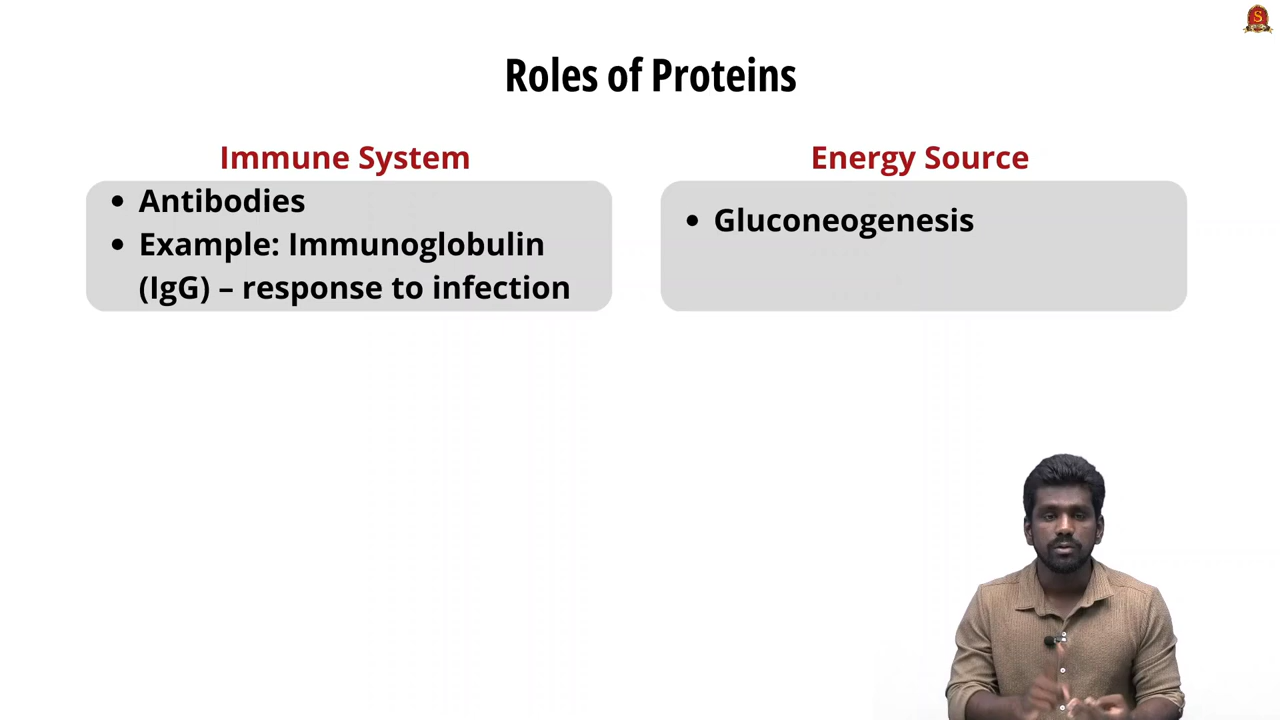 Roles of Proteins
Immune System
• Antibodies
• Example: Immunoglobulin
(IgG) – response to infection
Energy Source
• Gluconeogenesis
S